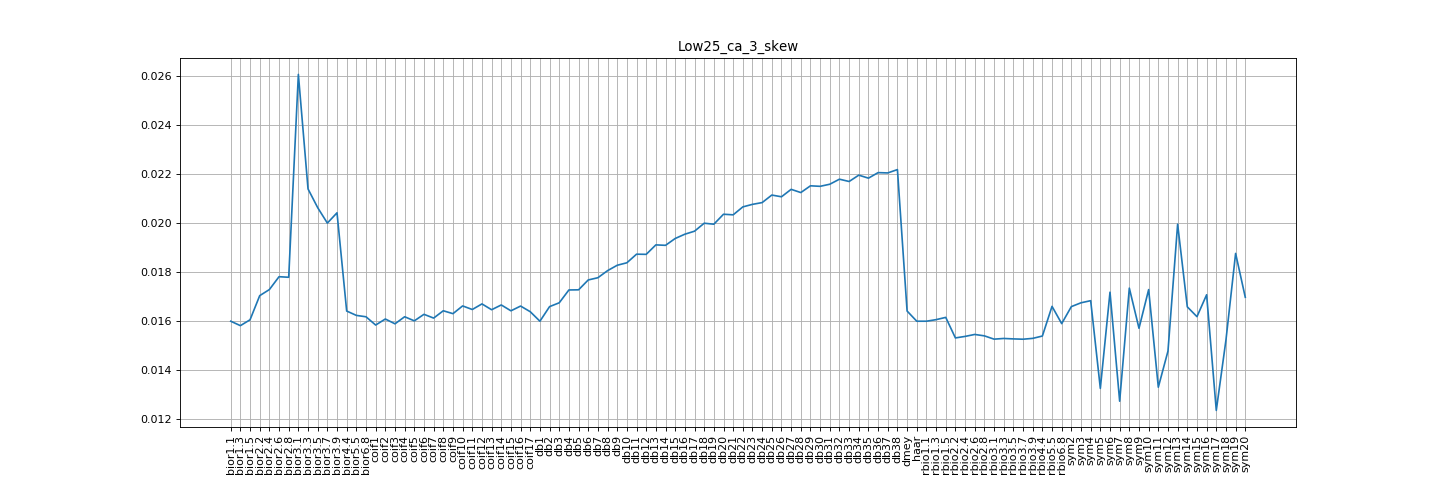 Low25_ca_3_skew
0.026
0.024
0.022
0.020
0.018
0.016
0.014
0.012
bior1.1
bior1.3
bior1.5
bior2.2
bior2.4
bior2.6
bior2.8
bior3.1
bior3.3
bior3.5
bior3.7
bior3.9
bior4.4
bior5.5
bior6.8
coif1
coif2
coif3
coif4
coif5
coif6
coif7
coif8
coif9
coif10
coif11
coif12
coif13
coif14
coif15
coif16
coif17
db1
db2
db3
db4
db5
db6
db7
db8
db9
db10
db11
db12
db13
db14
db15
db16
db17
db18
db19
db20
db21
db22
db23
db24
db25
db26
db27
db28
db29
db30
db31
db32
db33
db34
db35
db36
db37
db38
dmey
haar
rbio1.1
rbio1.3
rbio1.5
rbio2.2
rbio2.4
rbio2.6
rbio2.8
rbio3.1
rbio3.3
rbio3.5
rbio3.7
rbio3.9
rbio4.4
rbio5.5
rbio6.8
sym2
sym3
sym4
sym5
sym6
sym7
sym8
sym9
sym10
sym11
sym12
sym13
sym14
sym15
sym16
sym17
sym18
sym19
sym20